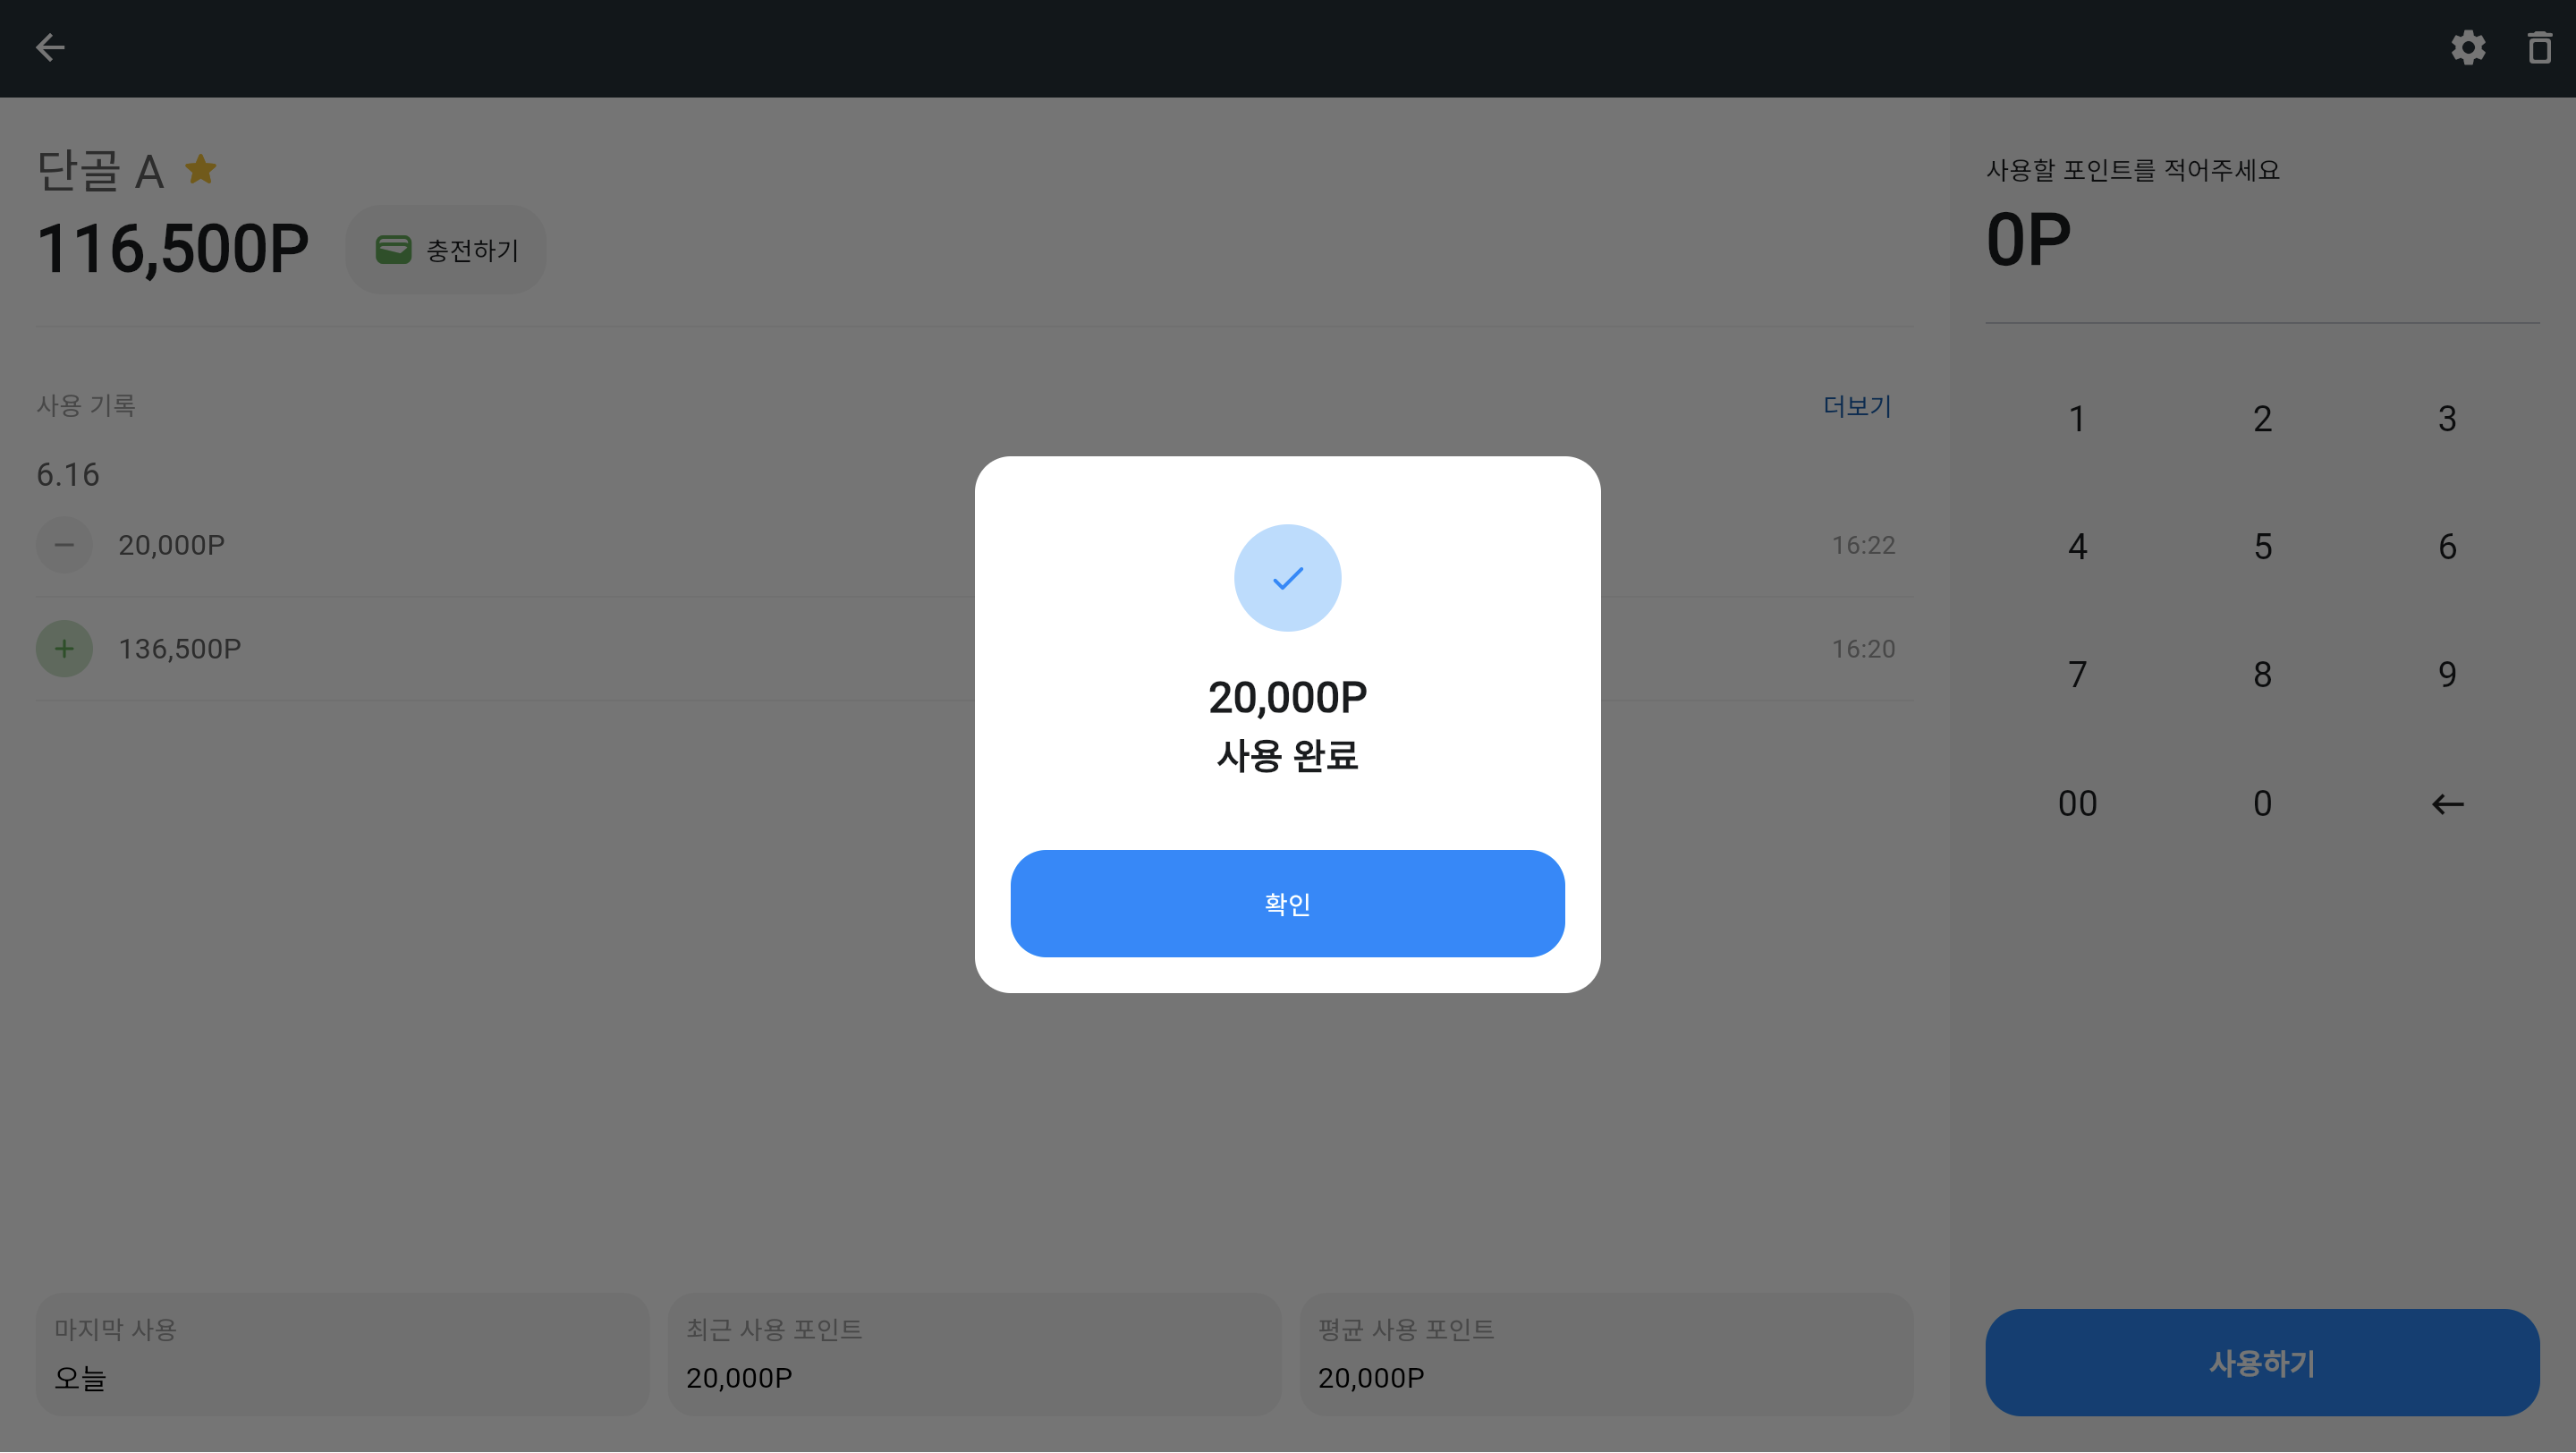 단골 A
116,500P
충전하기
사용 기록
더보기
6.16
20,000P
16:22
136,500P
16:20
마지막 사용
오늘
최근 사용 포인트
20,000P
평균 사용 포인트
20,000P
20,000P
사용 완료
확인
사용할 포인트를 적어주세요
0P
1 2 3
4 5 6
7 8 9
00 0
사용하기